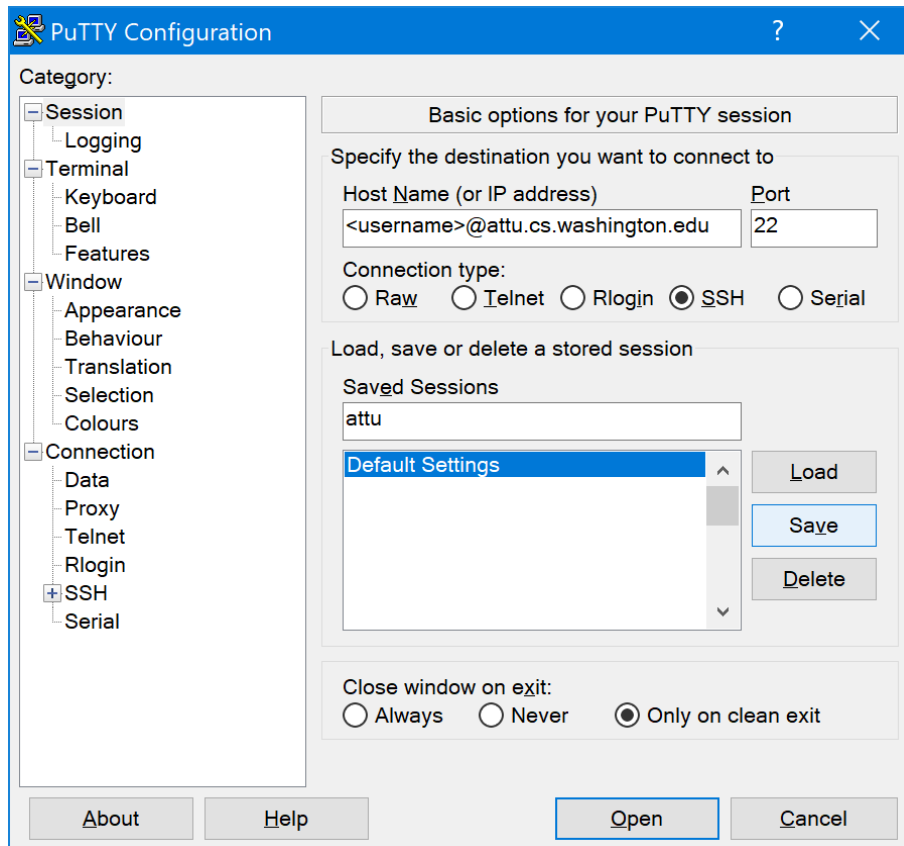 PuTTY Configuration
?
Category:
Session
Logging
Terminal
Keyboard
Bell
Features
Window
Appearance
Behaviour
Translation
Selection
Colours
Connection
Data
Proxy
Telnet
Rlogin
SSH
Serial
Basic options for your PuTTY session
Specify the destination you want to connect to
Host Name (or IP address) Port
<username>@attu.cs.washington.edu 22
Connection type:
Raw Telnet Rlogin SSH Serial
Load, save or delete a stored session
Saved Sessions
attu
Default Settings
Load
Save
Delete
Close window on exit:
Always Never Only on clean exit
About Help Open Cancel